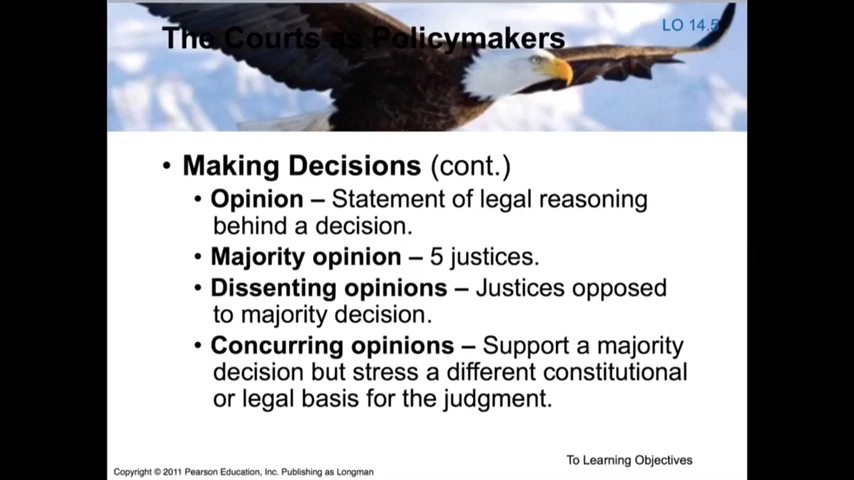 The Courts as Policymakers
LO 14.5
• Making Decisions (cont.)
• Opinion – Statement of legal reasoning
behind a decision.
• Majority opinion – 5 justices.
• Dissenting opinions – Justices opposed
to majority decision.
• Concurring opinions – Support a majority
decision but stress a different constitutional
or legal basis for the judgment.
To Learning Objectives
Copyright © 2011 Pearson Education, Inc. Publishing as Longman